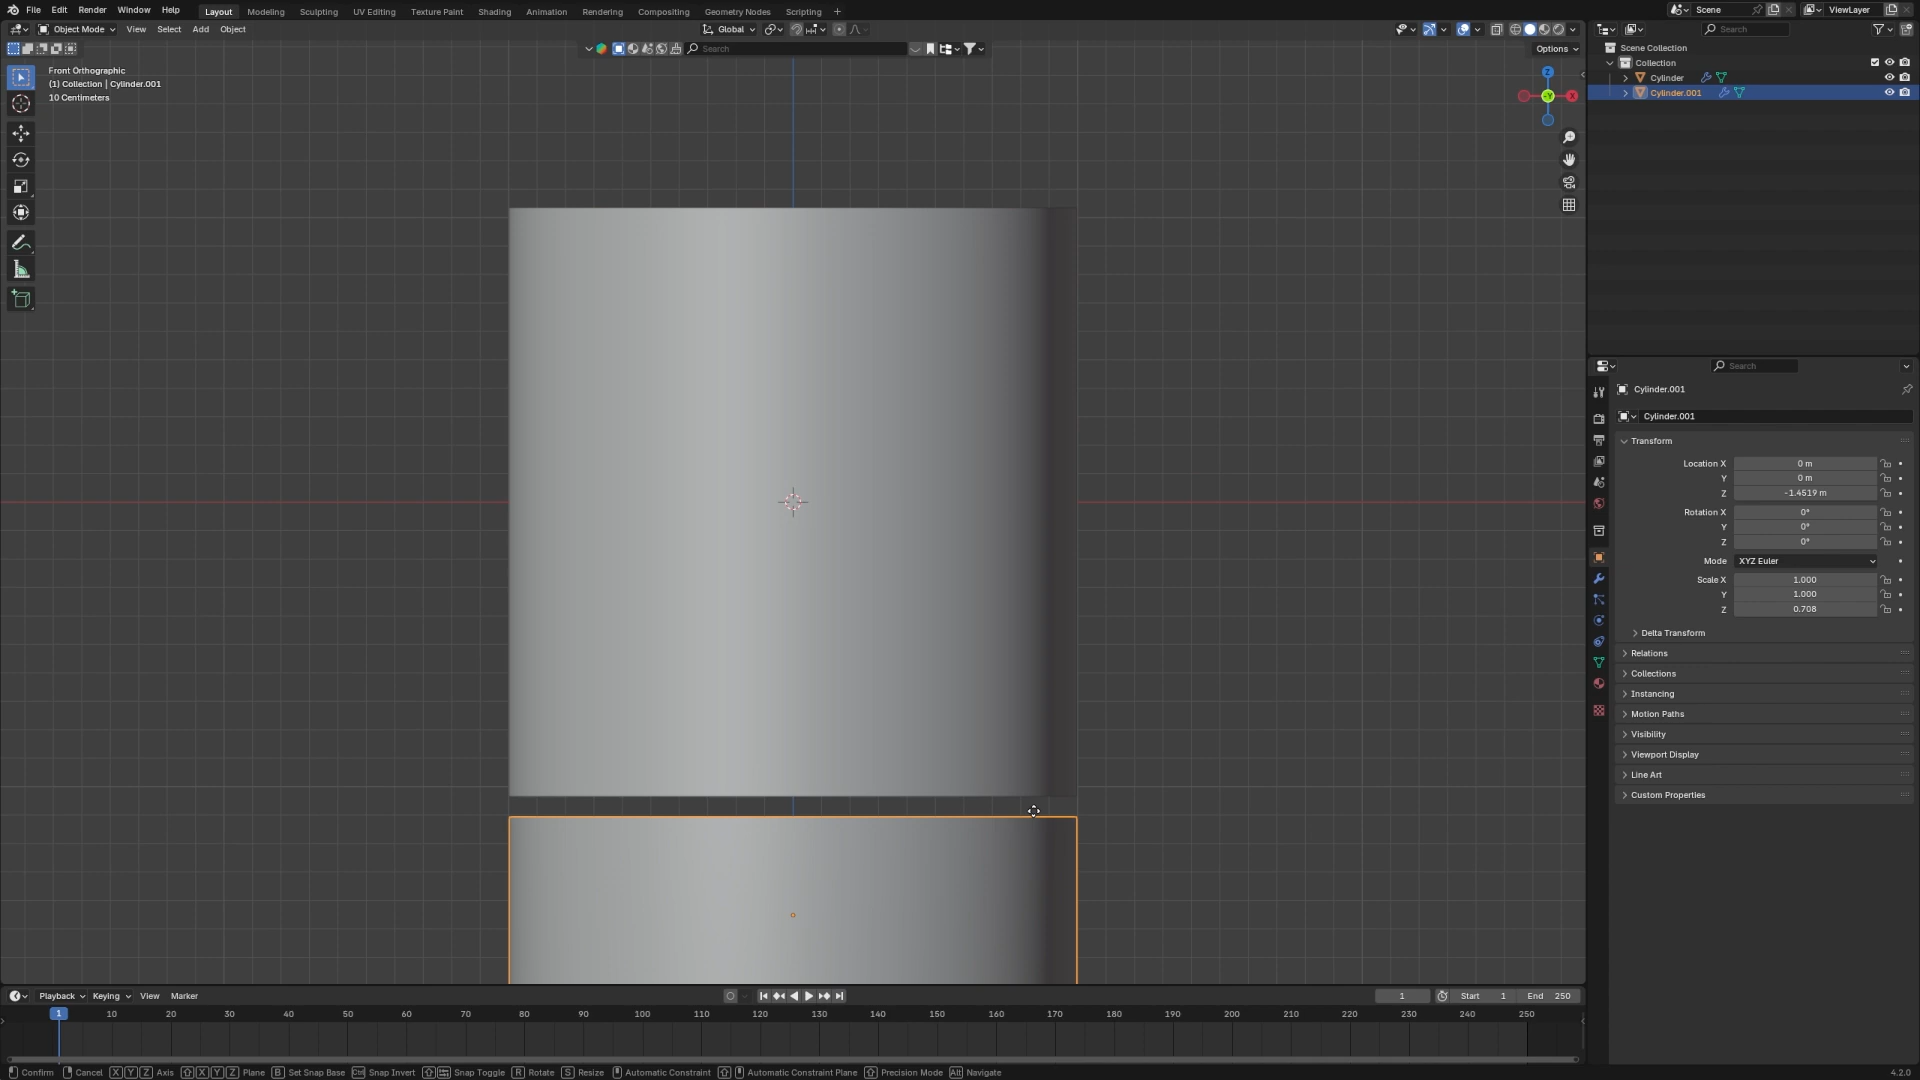 File Edit Render Window Help Layout Modeling Sculpting UV Editing Texture Paint Shading Animation Rendering Compositing Geometry Nodes Scripting + Scene ViewLayer
Object Mode View Select Add Object Global Search
Search Options
Front Orthographic
(1) Collection | Cylinder.001
10 Centimeters
Z
-Y
X
Scene Collection
Collection
Cylinder
Cylinder.001
Search
Cylinder.001
Cylinder.001
Transform
Location X 0 m
Y 0 m
Z -1.4519 m
Rotation X 0°
Y 0°
Z 0°
Mode XYZ Euler
Scale X 1.000
Y 1.000
Z 0.708
Delta Transform
Relations
Collections
Instancing
Motion Paths
Visibility
Viewport Display
Line Art
Custom Properties
Playback Keying View Marker 1 Start 1 End 250
1 10 20 30 40 50 60 70 80 90 100 110 120 130 140 150 160 170 180 190 200 210 220 230 240 250
Confirm Cancel X Y Z Axis X Y Z Plane B Set Snap Base Ctrl Snap Invert Snap Toggle R Rotate S Resize Automatic Constraint Automatic Constraint Plane Precision Mode Alt Navigate 4.2.0